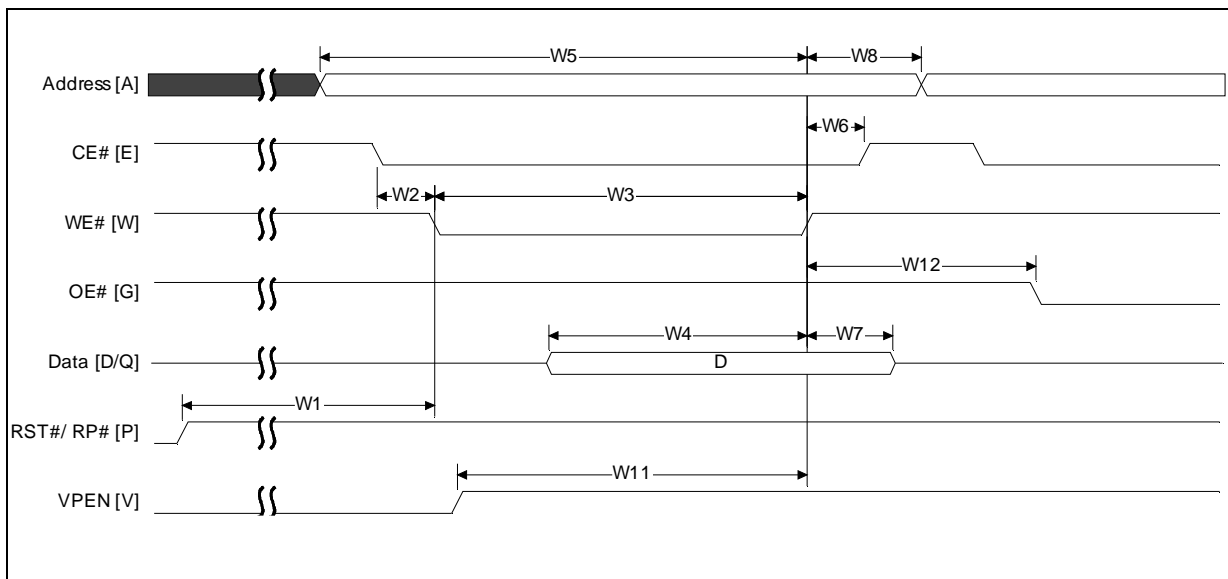 W5
W8
Address [A]
W6
CE# [E]
W2
W3
WE# [W]
W12
OE# [G]
W4
W7
Data [D/Q]
D
W1
RST#/ RP# [P]
W11
VPEN [V]